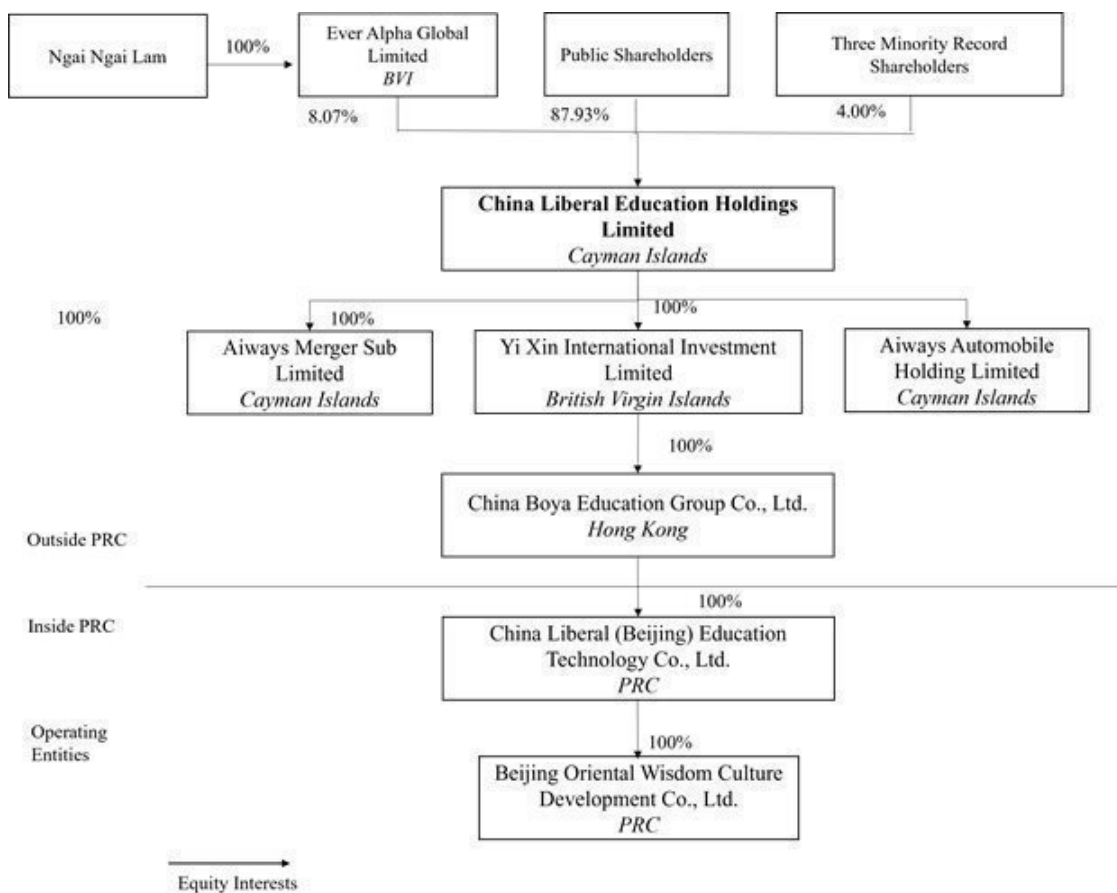 Ngai Ngai Lam
100%
Ever Alpha Global
Limited
BVI
Public Shareholders
Three Minority Record
Shareholders
8.07%
87.93%
4.00%
China Liberal Education Holdings
Limited
Cayman Islands
100%
100%
100%
Aiways Merger Sub
Limited
Cayman Islands
Yi Xin International Investment
Limited
British Virgin Islands
Aiways Automobile
Holding Limited
Cayman Islands
100%
China Boya Education Group Co., Ltd.
Hong Kong
Outside PRC
Inside PRC
100%
China Liberal (Beijing) Education
Technology Co., Ltd.
PRC
Operating
Entities
100%
Beijing Oriental Wisdom Culture
Development Co., Ltd.
PRC
Equity Interests